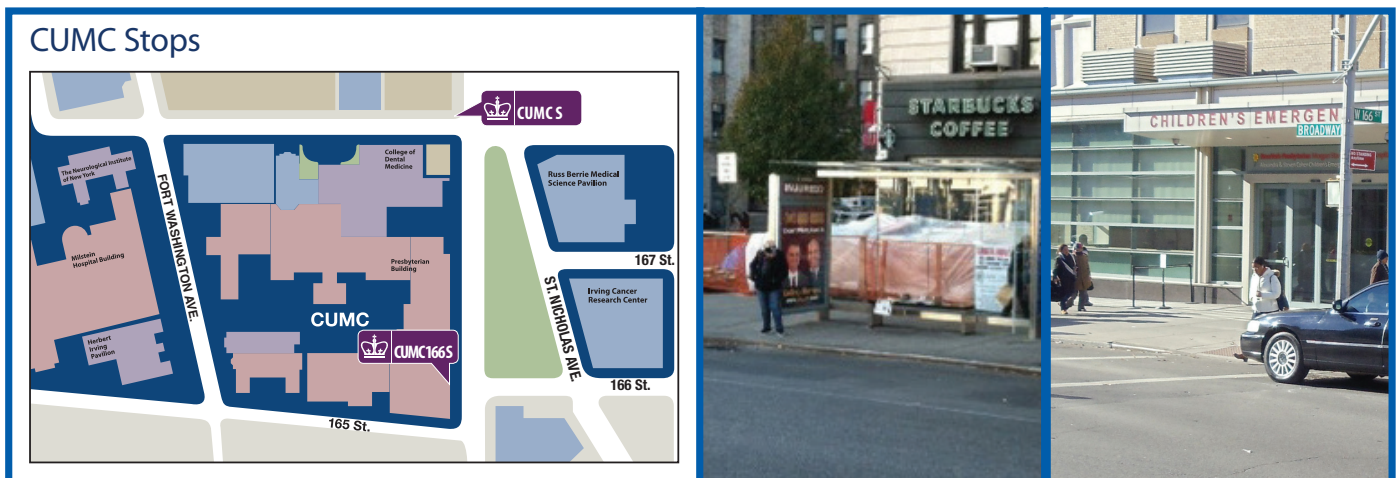 CUMC Stops
CUMC S
The Neurological Institute
of New York
College of
Dental
Medicine
Russ Berrie Medical
Science Pavilion
FORT WASHINGTON AVE.
Milstein
Hospital Building
Presbyterian
Building
167 St.
ST. NICHOLAS AVE.
Irving Cancer
Research Center
CUMC
Herbert
Irving
Pavilion
CUMC166S
166 St.
165 St.
STARBUCKS
COFFEE
INJURED?
CHILDREN'S EMERGEN
W 166 ST
BROADWAY